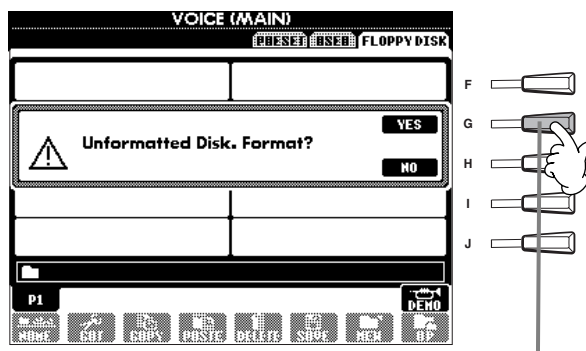 VOICE (MAIN)
PRESET USER FLOPPY DISK
F
Unformatted Disk. Format?
YES
NO
G
H
I
J
P1
DEMO
NAME CUT COPY PASTE DELETE SAVE NEW UP